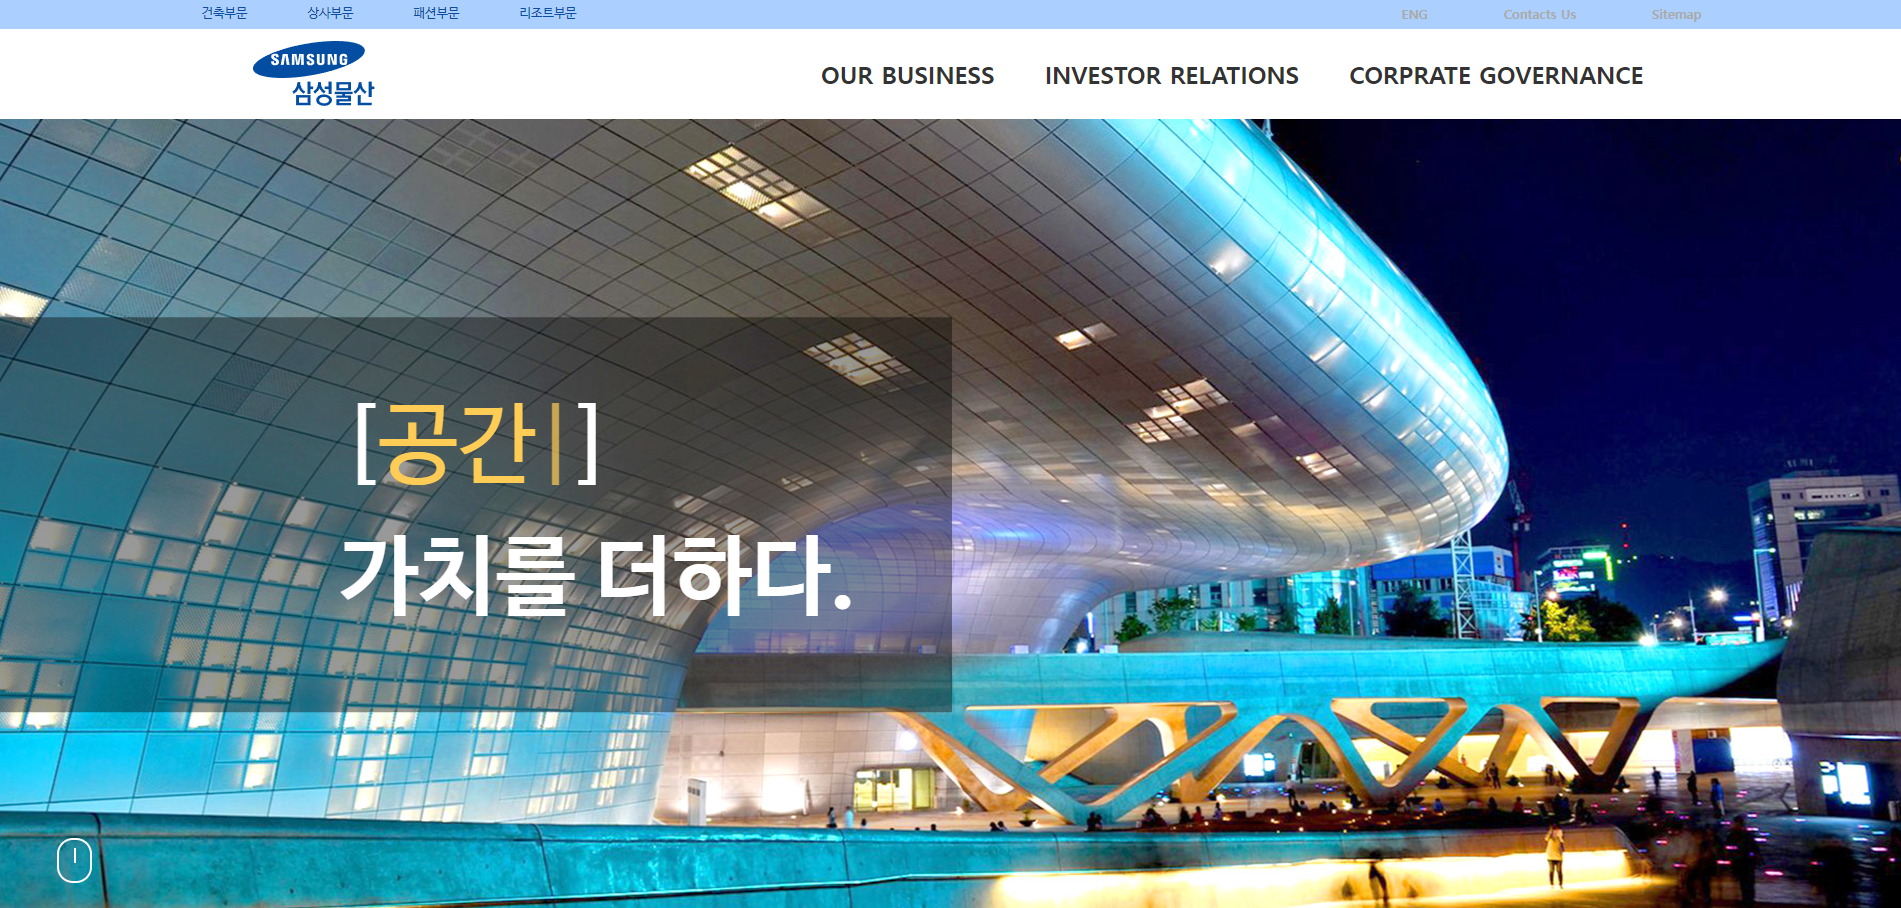 건축부문 상사부문 패션부문 리조트부문 ENG Contacts Us Sitemap
SAMSUNG
삼성물산
OUR BUSINESS INVESTOR RELATIONS CORPRATE GOVERNANCE
[공간|]
가치를 더하다.